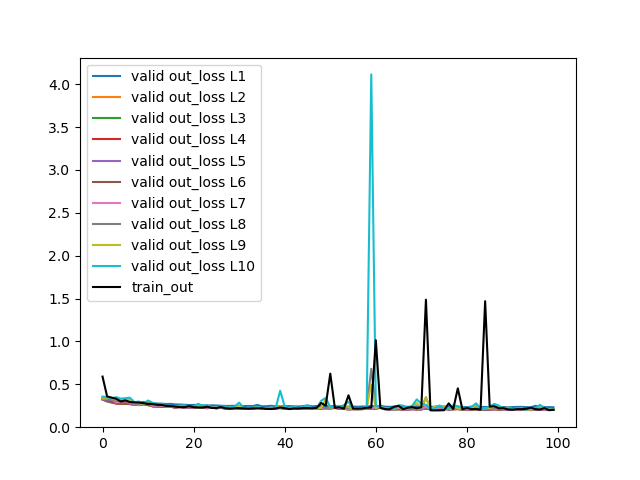 valid out_loss L1
valid out_loss L2
valid out_loss L3
valid out_loss L4
valid out_loss L5
valid out_loss L6
valid out_loss L7
valid out_loss L8
valid out_loss L9
valid out_loss L10
train_out
4.0
3.5
3.0
2.5
2.0
1.5
1.0
0.5
0.0
0 20 40 60 80 100